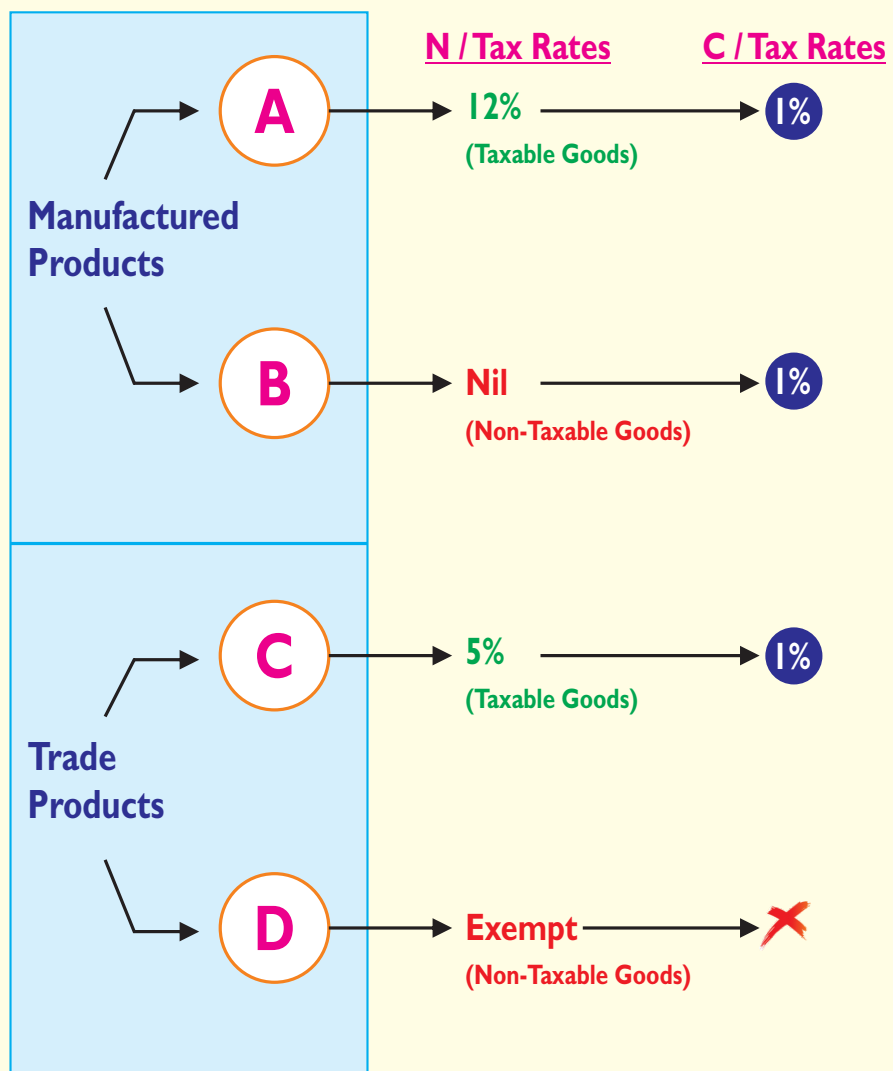 N / Tax Rates C / Tax Rates
A 12% 1%
(Taxable Goods)
Manufactured
Products
B Nil 1%
(Non-Taxable Goods)
C 5% 1%
(Taxable Goods)
Trade
Products
D Exempt
(Non-Taxable Goods)